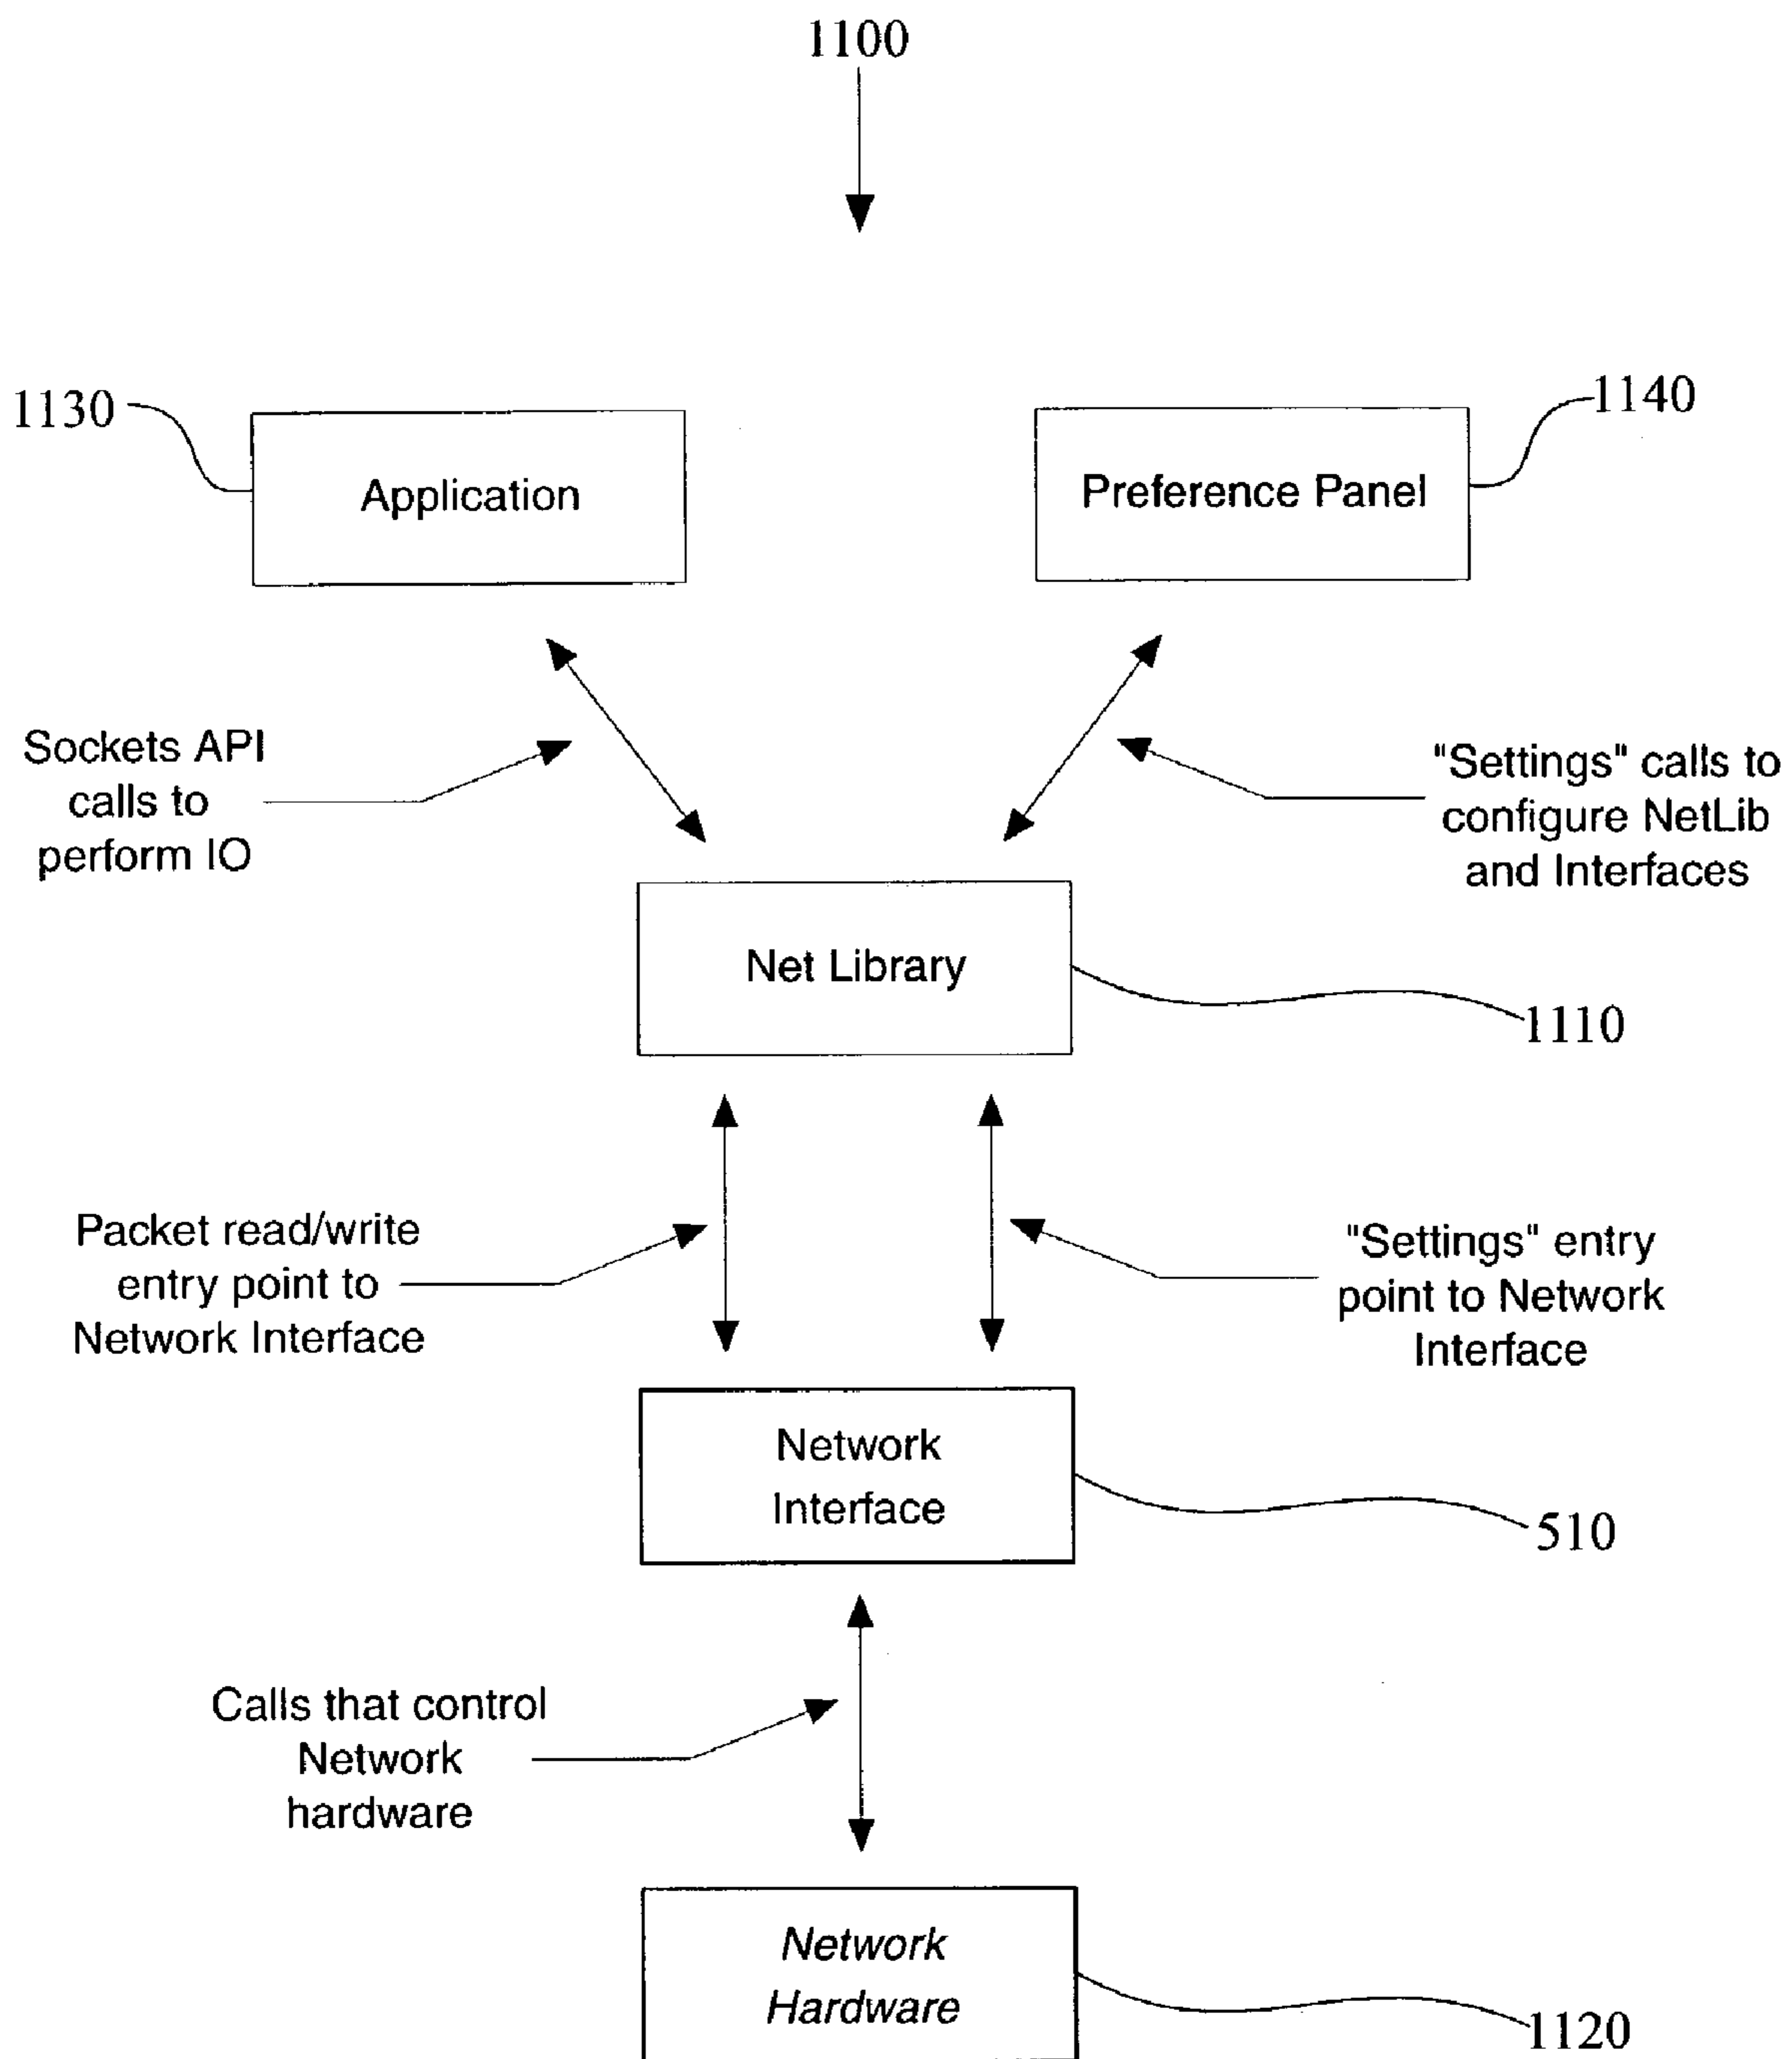 1100
1130
1140
Application
Preference Panel
Sockets API
calls to
perform IO
"Settings" calls to
configure NetLib
and Interfaces
Net Library
1110
Packet read/write
entry point to
Network Interface
"Settings" entry
point to Network
Interface
Network
Interface
510
Calls that control
Network
hardware
Network
Hardware
1120